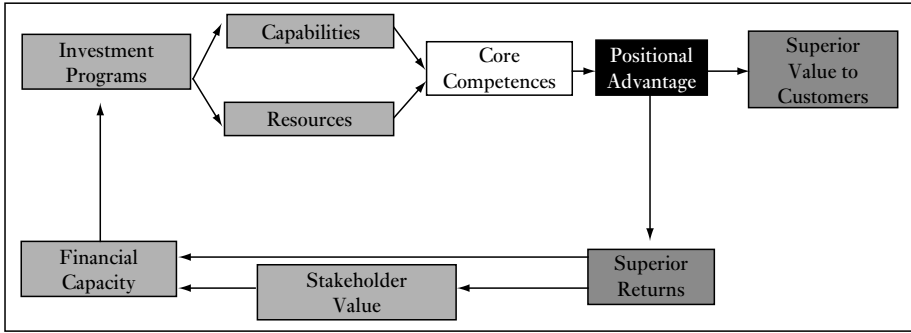 Investment
Programs
Capabilities
Resources
Core
Competences
Positional
Advantage
Superior
Value to
Customers
Financial
Capacity
Stakeholder
Value
Superior
Returns